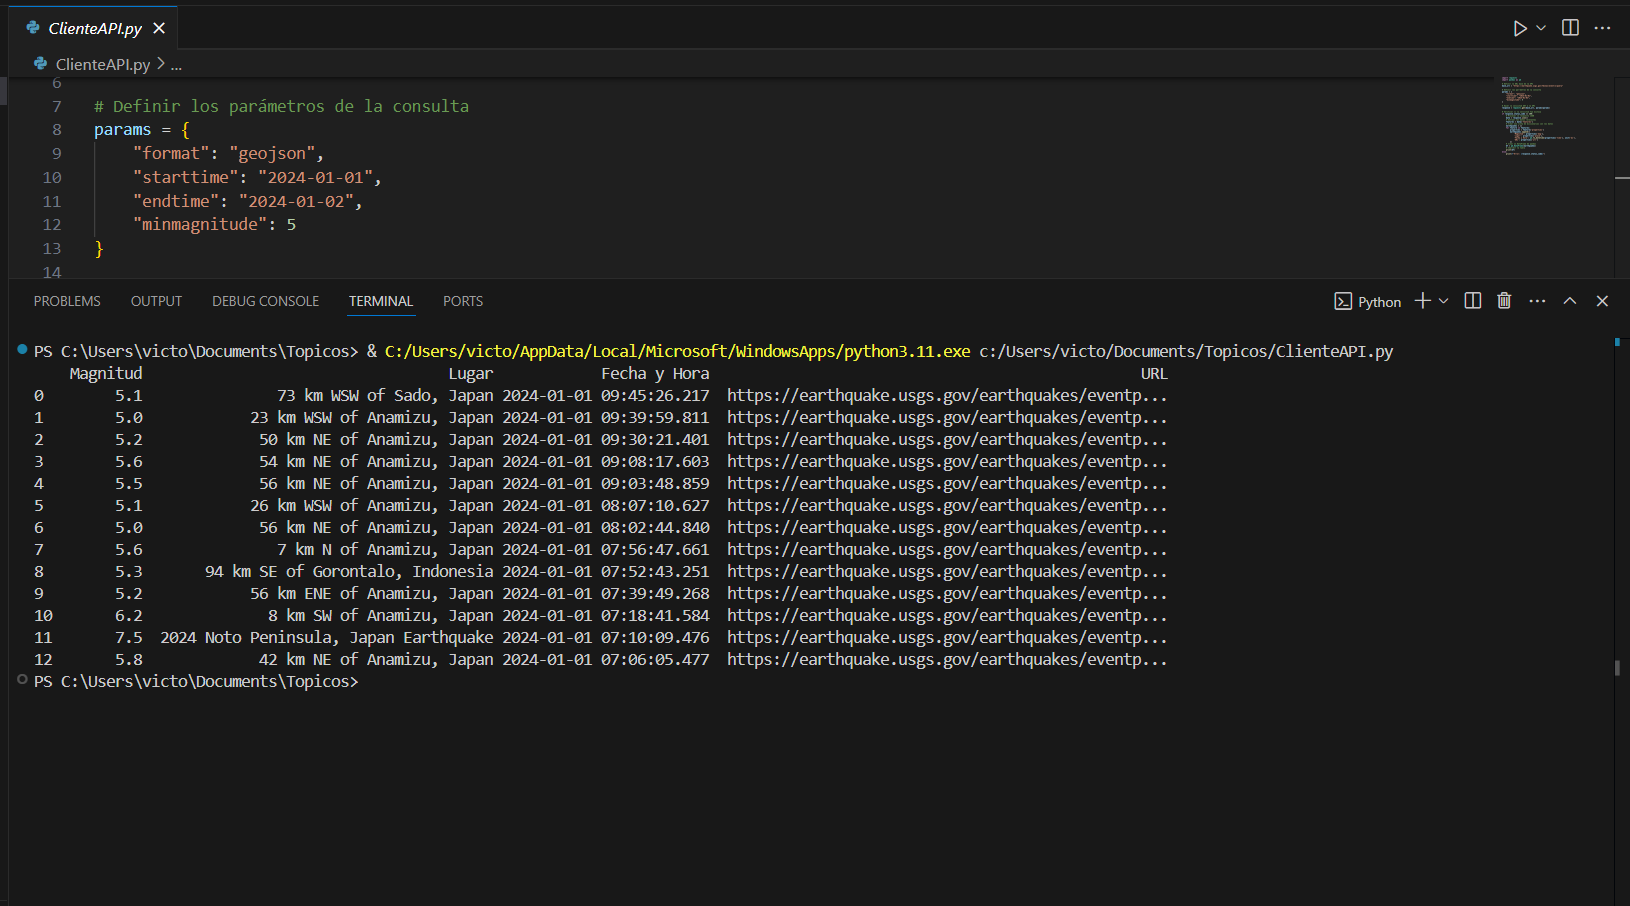 ClienteAPI.py
ClienteAPI.py > ...
6
7 # Definir los parámetros de la consulta
8 params = {
9 "format": "geojson",
10 "starttime": "2024-01-01",
11 "endtime": "2024-01-02",
12 "minmagnitude": 5
13 }
14
PROBLEMS OUTPUT DEBUG CONSOLE TERMINAL PORTS Python
PS C:\Users\victo\Documents\Topicos> & C:/Users/victo/AppData/Local/Microsoft/WindowsApps/python3.11.exe c:/Users/victo/Documents/Topicos/ClienteAPI.py
Magnitud Lugar Fecha y Hora URL
0 5.1 73 km WSW of Sado, Japan 2024-01-01 09:45:26.217 https://earthquake.usgs.gov/earthquakes/eventp...
1 5.0 23 km WSW of Anamizu, Japan 2024-01-01 09:39:59.811 https://earthquake.usgs.gov/earthquakes/eventp...
2 5.2 50 km NE of Anamizu, Japan 2024-01-01 09:30:21.401 https://earthquake.usgs.gov/earthquakes/eventp...
3 5.6 54 km NE of Anamizu, Japan 2024-01-01 09:08:17.603 https://earthquake.usgs.gov/earthquakes/eventp...
4 5.5 56 km NE of Anamizu, Japan 2024-01-01 09:03:48.859 https://earthquake.usgs.gov/earthquakes/eventp...
5 5.1 26 km WSW of Anamizu, Japan 2024-01-01 08:07:10.627 https://earthquake.usgs.gov/earthquakes/eventp...
6 5.0 56 km NE of Anamizu, Japan 2024-01-01 08:02:44.840 https://earthquake.usgs.gov/earthquakes/eventp...
7 5.6 7 km N of Anamizu, Japan 2024-01-01 07:56:47.661 https://earthquake.usgs.gov/earthquakes/eventp...
8 5.3 94 km SE of Gorontalo, Indonesia 2024-01-01 07:52:43.251 https://earthquake.usgs.gov/earthquakes/eventp...
9 5.2 56 km ENE of Anamizu, Japan 2024-01-01 07:39:49.268 https://earthquake.usgs.gov/earthquakes/eventp...
10 6.2 8 km SW of Anamizu, Japan 2024-01-01 07:18:41.584 https://earthquake.usgs.gov/earthquakes/eventp...
11 7.5 2024 Noto Peninsula, Japan Earthquake 2024-01-01 07:10:09.476 https://earthquake.usgs.gov/earthquakes/eventp...
12 5.8 42 km NE of Anamizu, Japan 2024-01-01 07:06:05.477 https://earthquake.usgs.gov/earthquakes/eventp...
PS C:\Users\victo\Documents\Topicos>